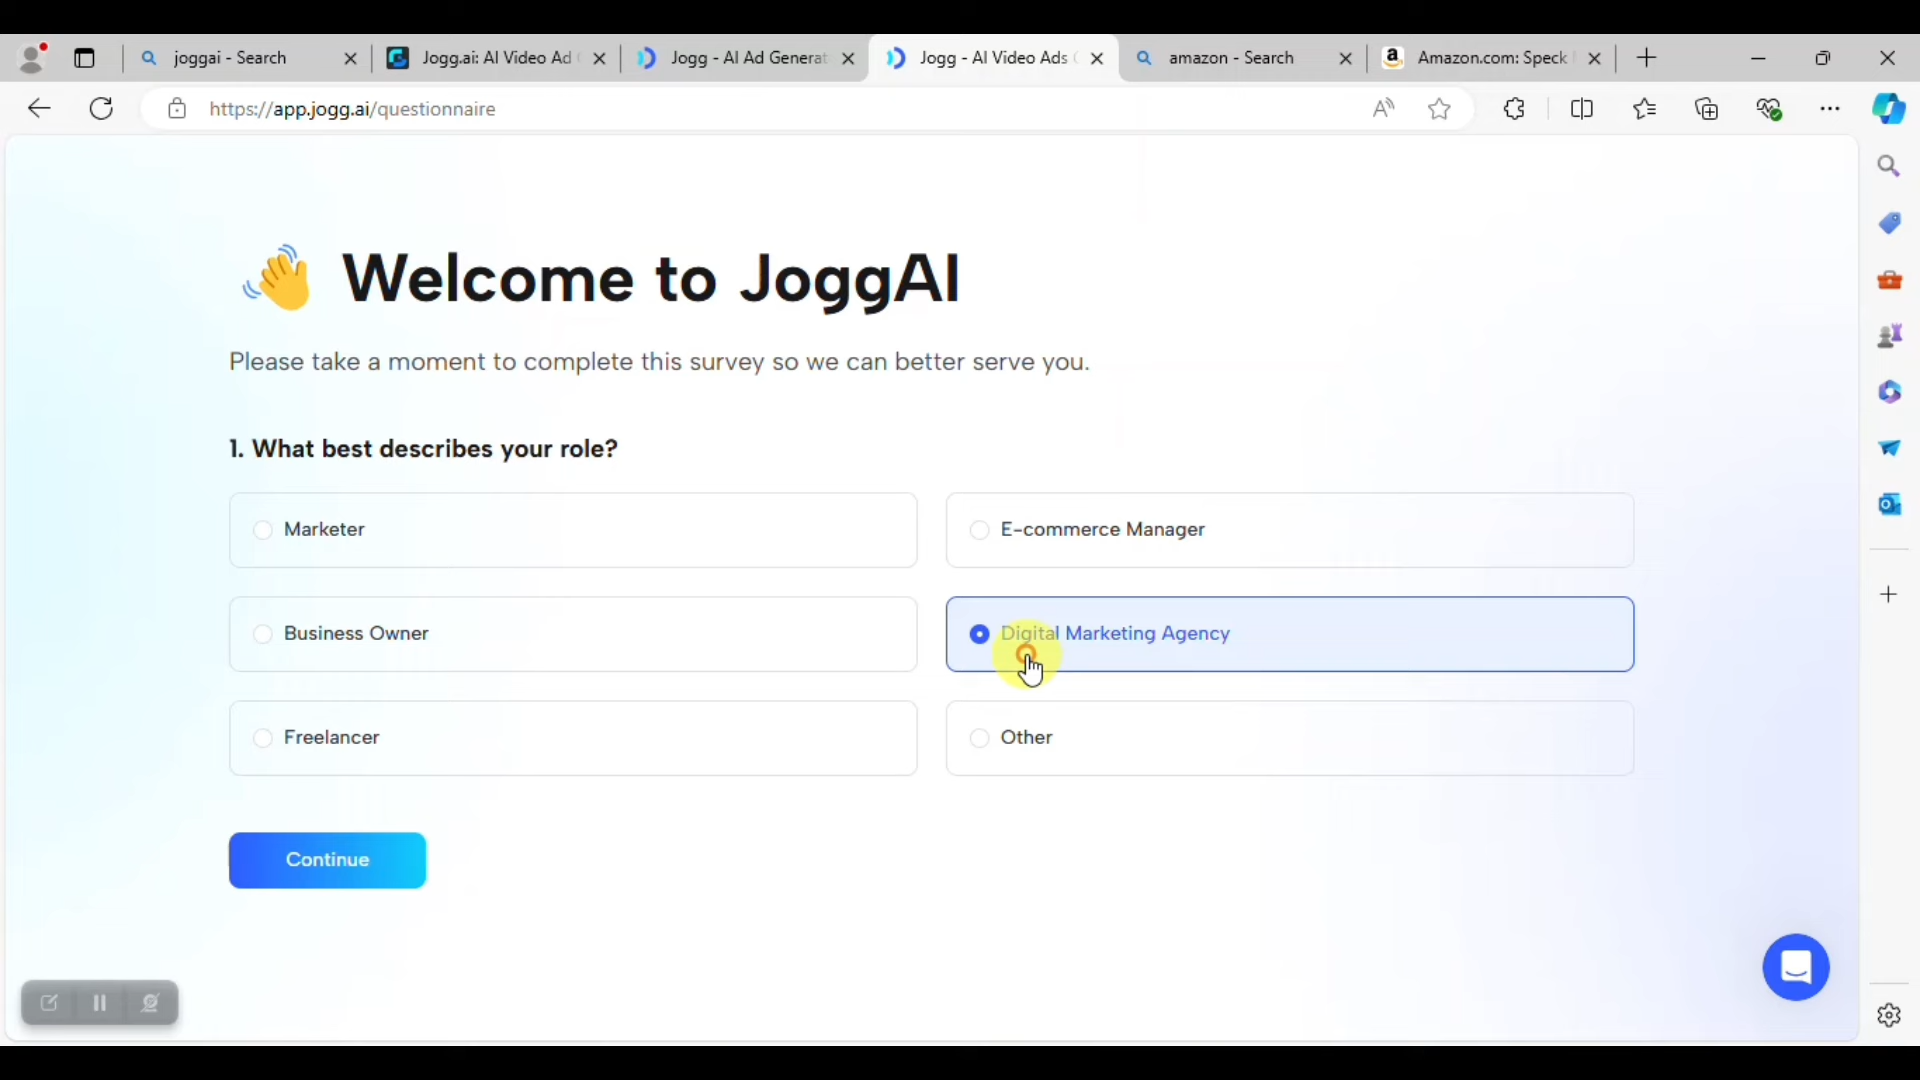 joggai - Search
Jogg.ai: AI Video Ad
Jogg - AI Ad Generat
Jogg - AI Video Ads
amazon - Search
Amazon.com: Speck
https://app.jogg.ai/questionnaire
Welcome to JoggAI
Please take a moment to complete this survey so we can better serve you.
1. What best describes your role?
Marketer
E-commerce Manager
Business Owner
Digital Marketing Agency
Freelancer
Other
Continue